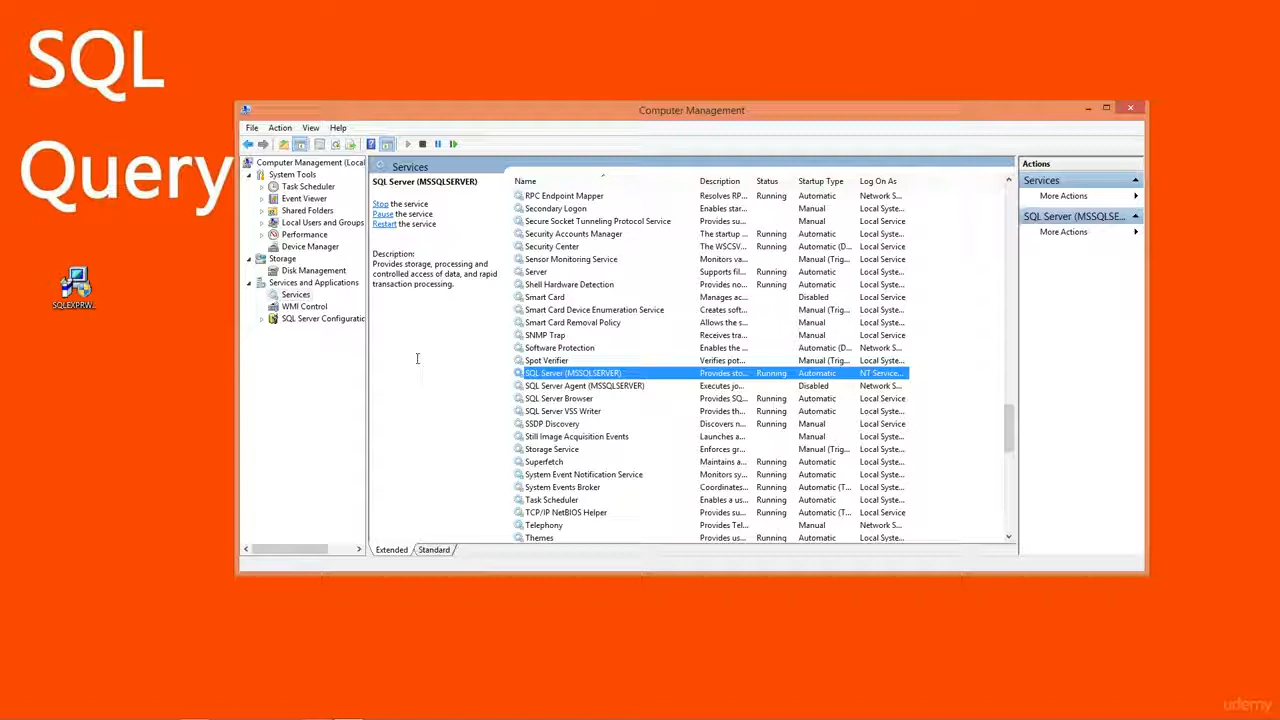 SQL
Query
SQLEXPRW...
Computer Management
File Action View Help
Computer Management (Local
System Tools
Task Scheduler
Event Viewer
Shared Folders
Local Users and Groups
Performance
Device Manager
Storage
Disk Management
Services and Applications
Services
WMI Control
SQL Server Configuratic
Services
SQL Server (MSSQLSERVER)
Stop the service
Pause the service
Restart the service
Description:
Provides storage, processing and
controlled access of data, and rapid
transaction processing.
Name Description Status Startup Type Log On As
RPC Endpoint Mapper Resolves RP... Running Automatic Network S...
Secondary Logon Enables star... Manual Local Syste...
Secure Socket Tunneling Protocol Service Provides su... Manual Local Service
Security Accounts Manager The startup ... Running Automatic Local Syste...
Security Center The WSCSV... Running Automatic (D... Local Service
Sensor Monitoring Service Monitors va... Manual (Trig... Local Service
Server Supports fil... Running Automatic Local Syste...
Shell Hardware Detection Provides no... Running Automatic Local Syste...
Smart Card Manages ac... Disabled Local Service
Smart Card Device Enumeration Service Creates soft... Manual (Trig... Local Syste...
Smart Card Removal Policy Allows the s... Manual Local Syste...
SNMP Trap Receives tra... Manual Local Service
Software Protection Enables the ... Automatic (D... Network S...
Spot Verifier Verifies pot... Manual (Trig... Local Syste...
SQL Server (MSSQLSERVER) Provides sto... Running Automatic NT Service...
SQL Server Agent (MSSQLSERVER) Executes jo... Disabled Network S...
SQL Server Browser Provides SQ... Running Automatic Local Service
SQL Server VSS Writer Provides th... Running Automatic Local Syste...
SSDP Discovery Discovers n... Running Manual Local Service
Still Image Acquisition Events Launches a... Manual Local Syste...
Storage Service Enforces gr... Manual (Trig... Local Syste...
Superfetch Maintains a... Running Automatic Local Syste...
System Event Notification Service Monitors sy... Running Automatic Local Syste...
System Events Broker Coordinates... Running Automatic (T... Local Syste...
Task Scheduler Enables a us... Running Automatic Local Syste...
TCP/IP NetBIOS Helper Provides su... Running Automatic (T... Local Service
Telephony Provides Tel... Manual Network S...
Themes Provides us... Running Automatic Local Syste...
Extended Standard
Actions
Services
More Actions
SQL Server (MSSQLSE...
More Actions
udemy